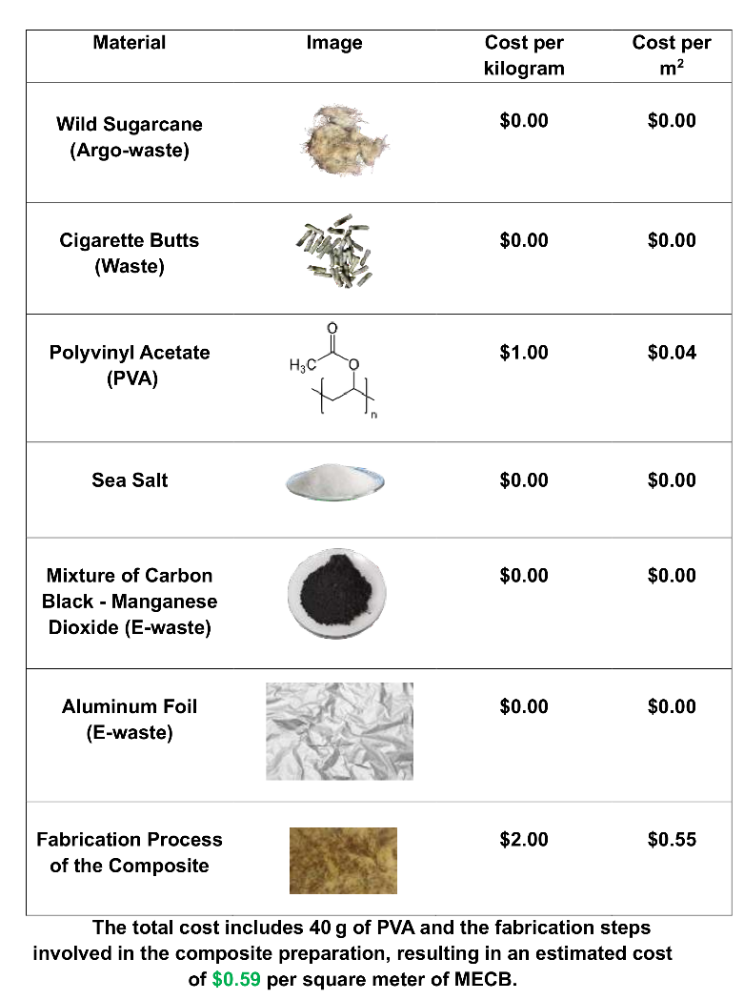 Material Image Cost per kilogram Cost per m²
Wild Sugarcane
(Argo-waste)
$0.00 $0.00
Cigarette Butts
(Waste)
$0.00 $0.00
Polyvinyl Acetate
(PVA)
O
H₃C
O
n
$1.00 $0.04
Sea Salt
$0.00 $0.00
Mixture of Carbon
Black - Manganese
Dioxide (E-waste)
$0.00 $0.00
Aluminum Foil
(E-waste)
$0.00 $0.00
Fabrication Process
of the Composite
$2.00 $0.55
The total cost includes 40 g of PVA and the fabrication steps
involved in the composite preparation, resulting in an estimated cost
of $0.59 per square meter of MECB.